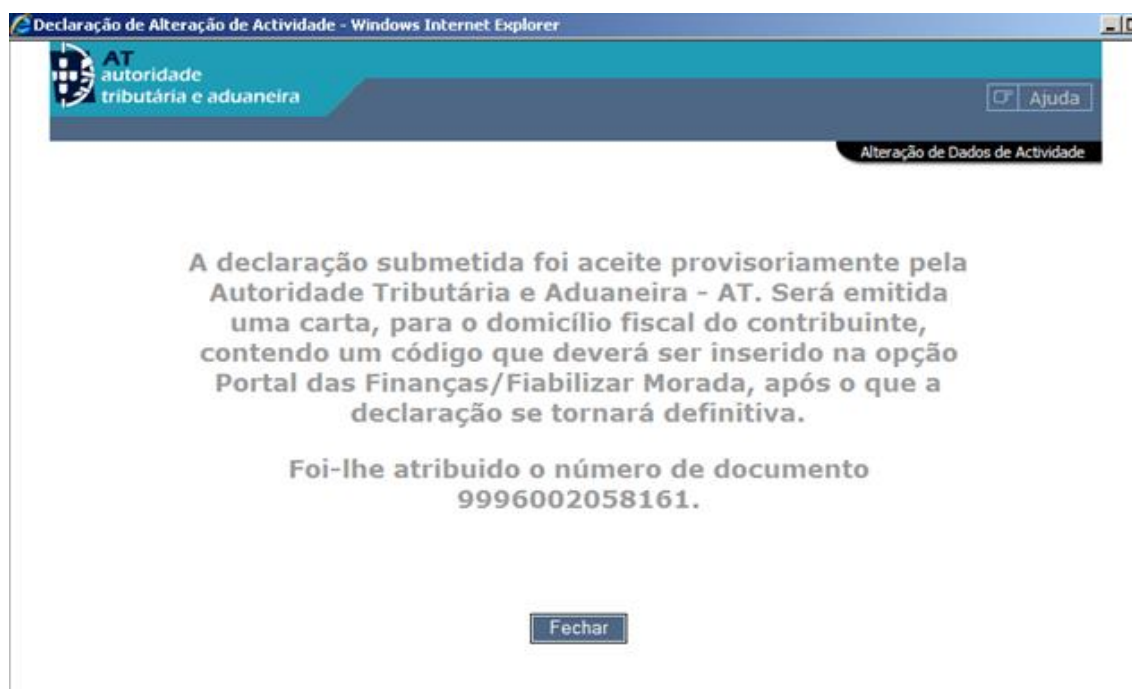 Declaração de Alteração de Actividade - Windows Internet Explorer
AT
autoridade
tributária e aduaneira
Ajuda
Alteração de Dados de Actividade
A declaração submetida foi aceite provisoriamente pela
Autoridade Tributária e Aduaneira - AT. Será emitida
uma carta, para o domicílio fiscal do contribuinte,
contendo um código que deverá ser inserido na opção
Portal das Finanças/Fiabilizar Morada, após o que a
declaração se tornará definitiva.
Foi-lhe atribuido o número de documento
9996002058161.
Fechar